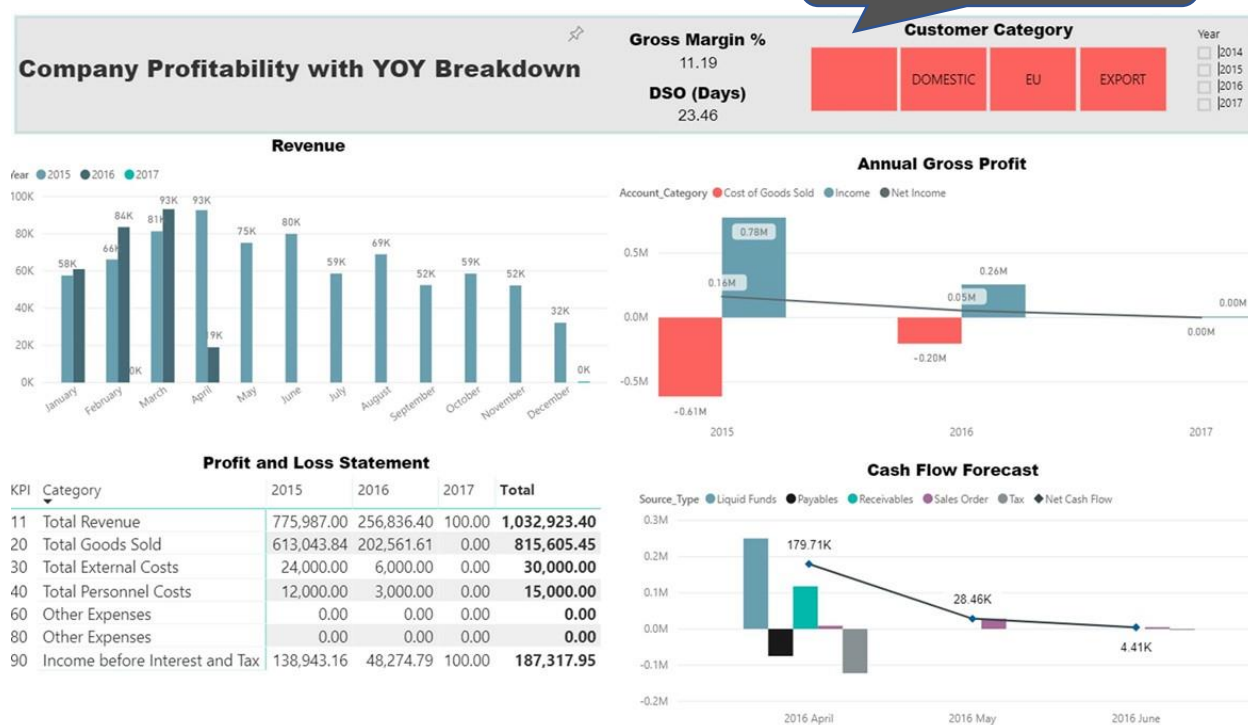 Company Profitability with YOY Breakdown
Gross Margin %
11.19
DSO (Days)
23.46
Customer Category
DOMESTIC EU EXPORT
Year
2014
2015
2016
2017
Revenue
2015 2016 2017
100K
80K
60K
40K
20K
0K
58K
66K
84K
0K
81K
93K
93K
75K
80K
59K
69K
52K
59K
52K
32K
0K
January February March April May June July August September October November December
Annual Gross Profit
Account_Category Cost of Goods Sold Income Net Income
0.5M
0.0M
-0.5M
0.78M
0.16M
-0.61M
0.26M
0.05M
-0.20M
0.00M
0.00M
2015 2016 2017
Profit and Loss Statement
KPI Category 2015 2016 2017 Total
11 Total Revenue 775,987.00 256,836.40 100.00 1,032,923.40
20 Total Goods Sold 613,043.84 202,561.61 0.00 815,605.45
30 Total External Costs 24,000.00 6,000.00 0.00 30,000.00
40 Total Personnel Costs 12,000.00 3,000.00 0.00 15,000.00
60 Other Expenses 0.00 0.00 0.00 0.00
80 Other Expenses 0.00 0.00 0.00 0.00
90 Income before Interest and Tax 138,943.16 48,274.79 100.00 187,317.95
Cash Flow Forecast
Source_Type Liquid Funds Payables Receivables Sales Order Tax Net Cash Flow
0.3M
0.2M
0.1M
0.0M
-0.1M
-0.2M
179.71K
28.46K
4.41K
2016 April 2016 May 2016 June